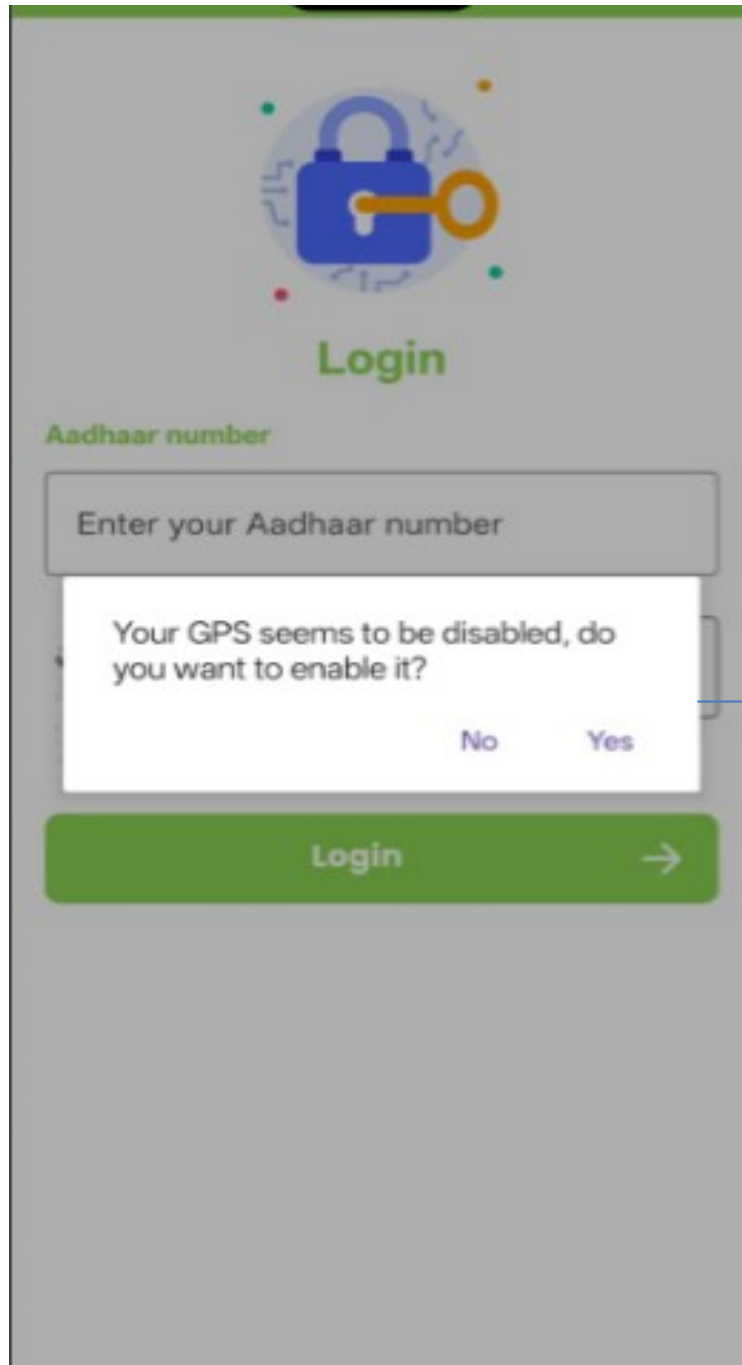 Login
Aadhaar number
Enter your Aadhaar number
Your GPS seems to be disabled, do
you want to enable it?
No Yes
Login